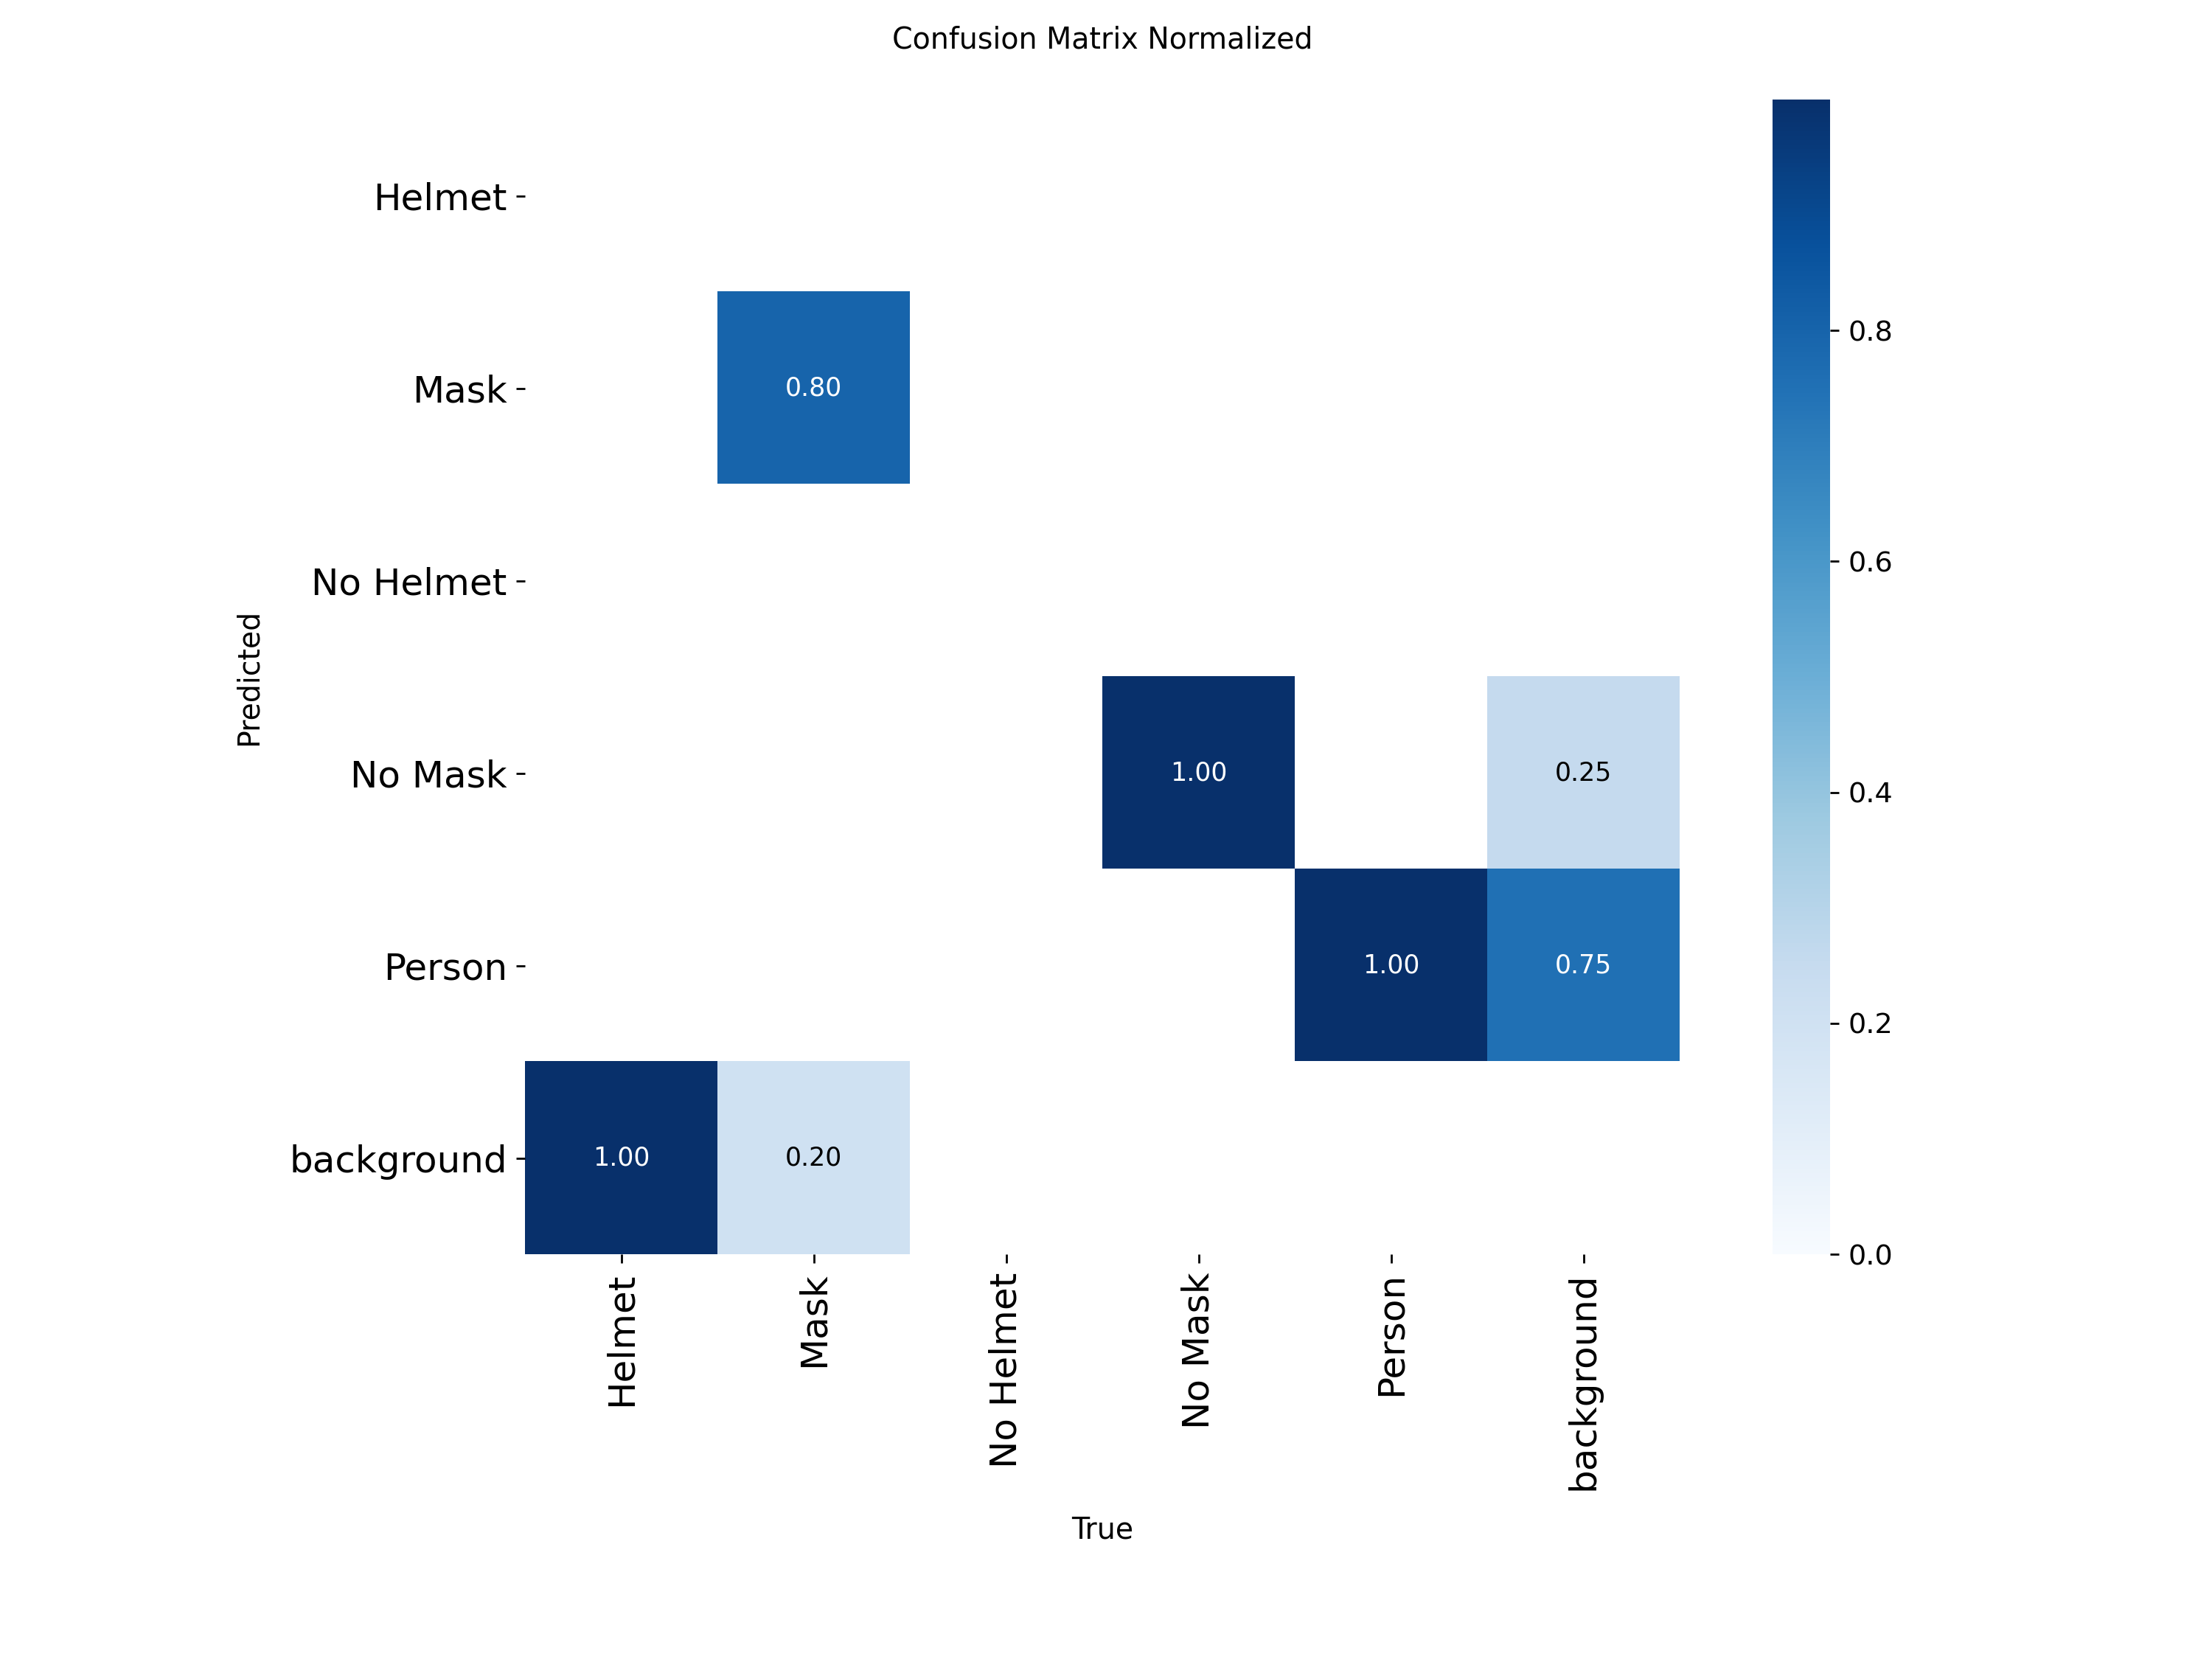 Confusion Matrix Normalized
Helmet
Mask
No Helmet
No Mask
Person
background
Predicted
0.80
1.00
0.25
1.00
0.75
1.00
0.20
Helmet
Mask
No Helmet
No Mask
Person
background
True
0.8
0.6
0.4
0.2
0.0